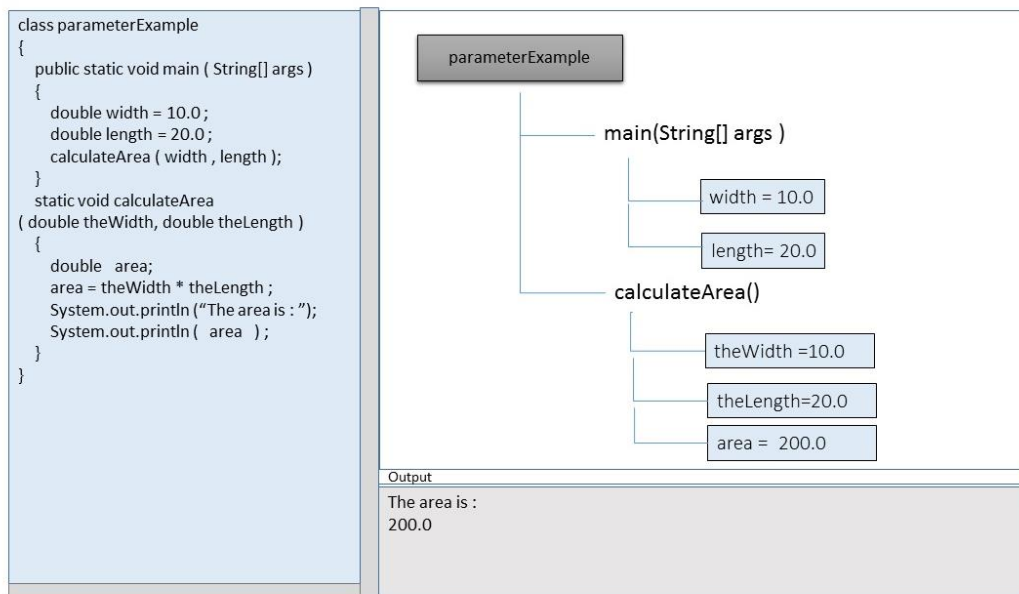 class parameterExample
{
public static void main ( String[] args )
{
double width = 10.0 ;
double length = 20.0 ;
calculateArea ( width , length );
}
static void calculateArea
( double theWidth, double theLength )
{
double area;
area = theWidth * theLength ;
System.out.println (“The area is : ”);
System.out.println ( area ) ;
}
}
parameterExample
main(String[] args )
width = 10.0
length= 20.0
calculateArea()
theWidth =10.0
theLength=20.0
area = 200.0
Output
The area is :
200.0